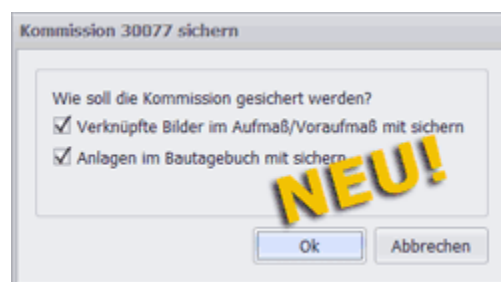 Kommission 30077 sichern
Wie soll die Kommission gesichert werden?
Verknüpfte Bilder im Aufmaß/Voraufmaß mit sichern
Anlagen im Bautagebuch mit sichern
NEU!
Ok
Abbrechen